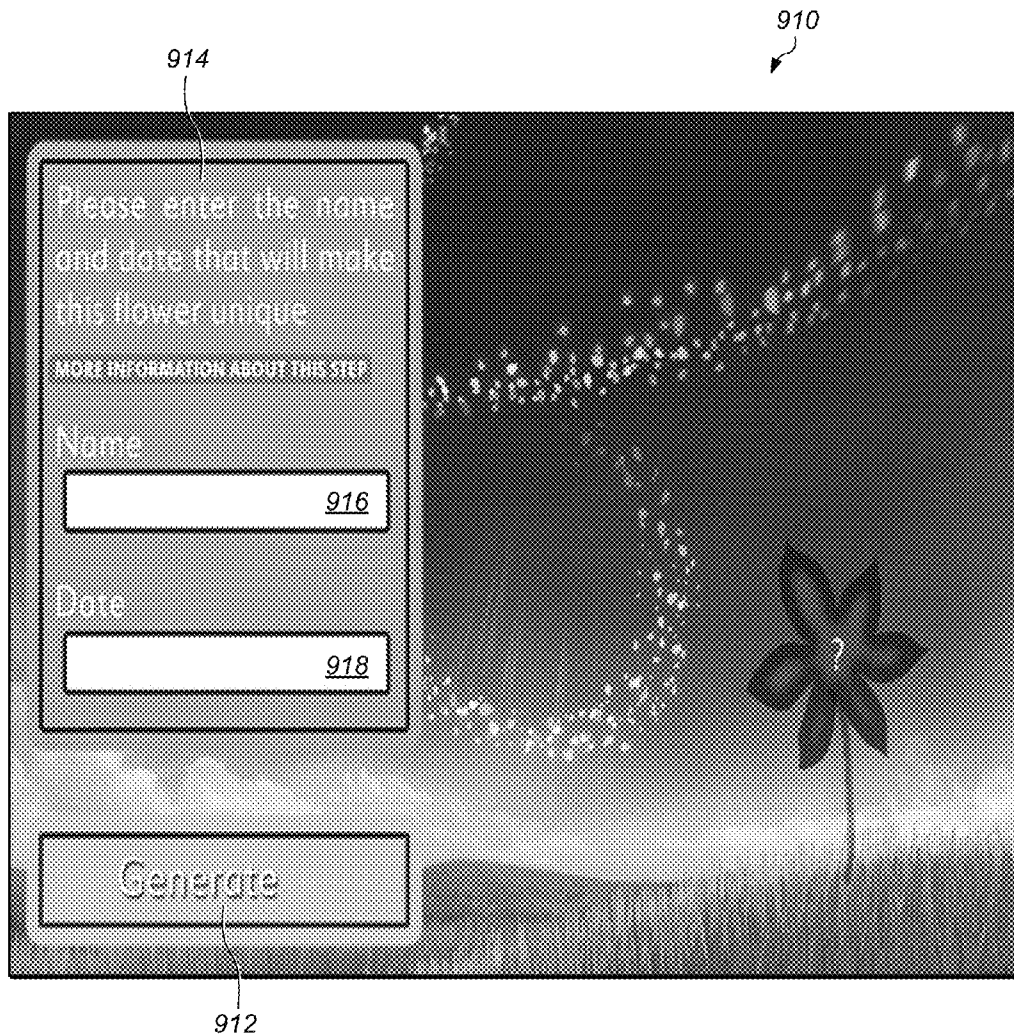 910
914
Please enter the name
and date that will make
this flower unique
MORE INFORMATION ABOUT THIS STEP
Name
916
Date
918
?
Generate
912